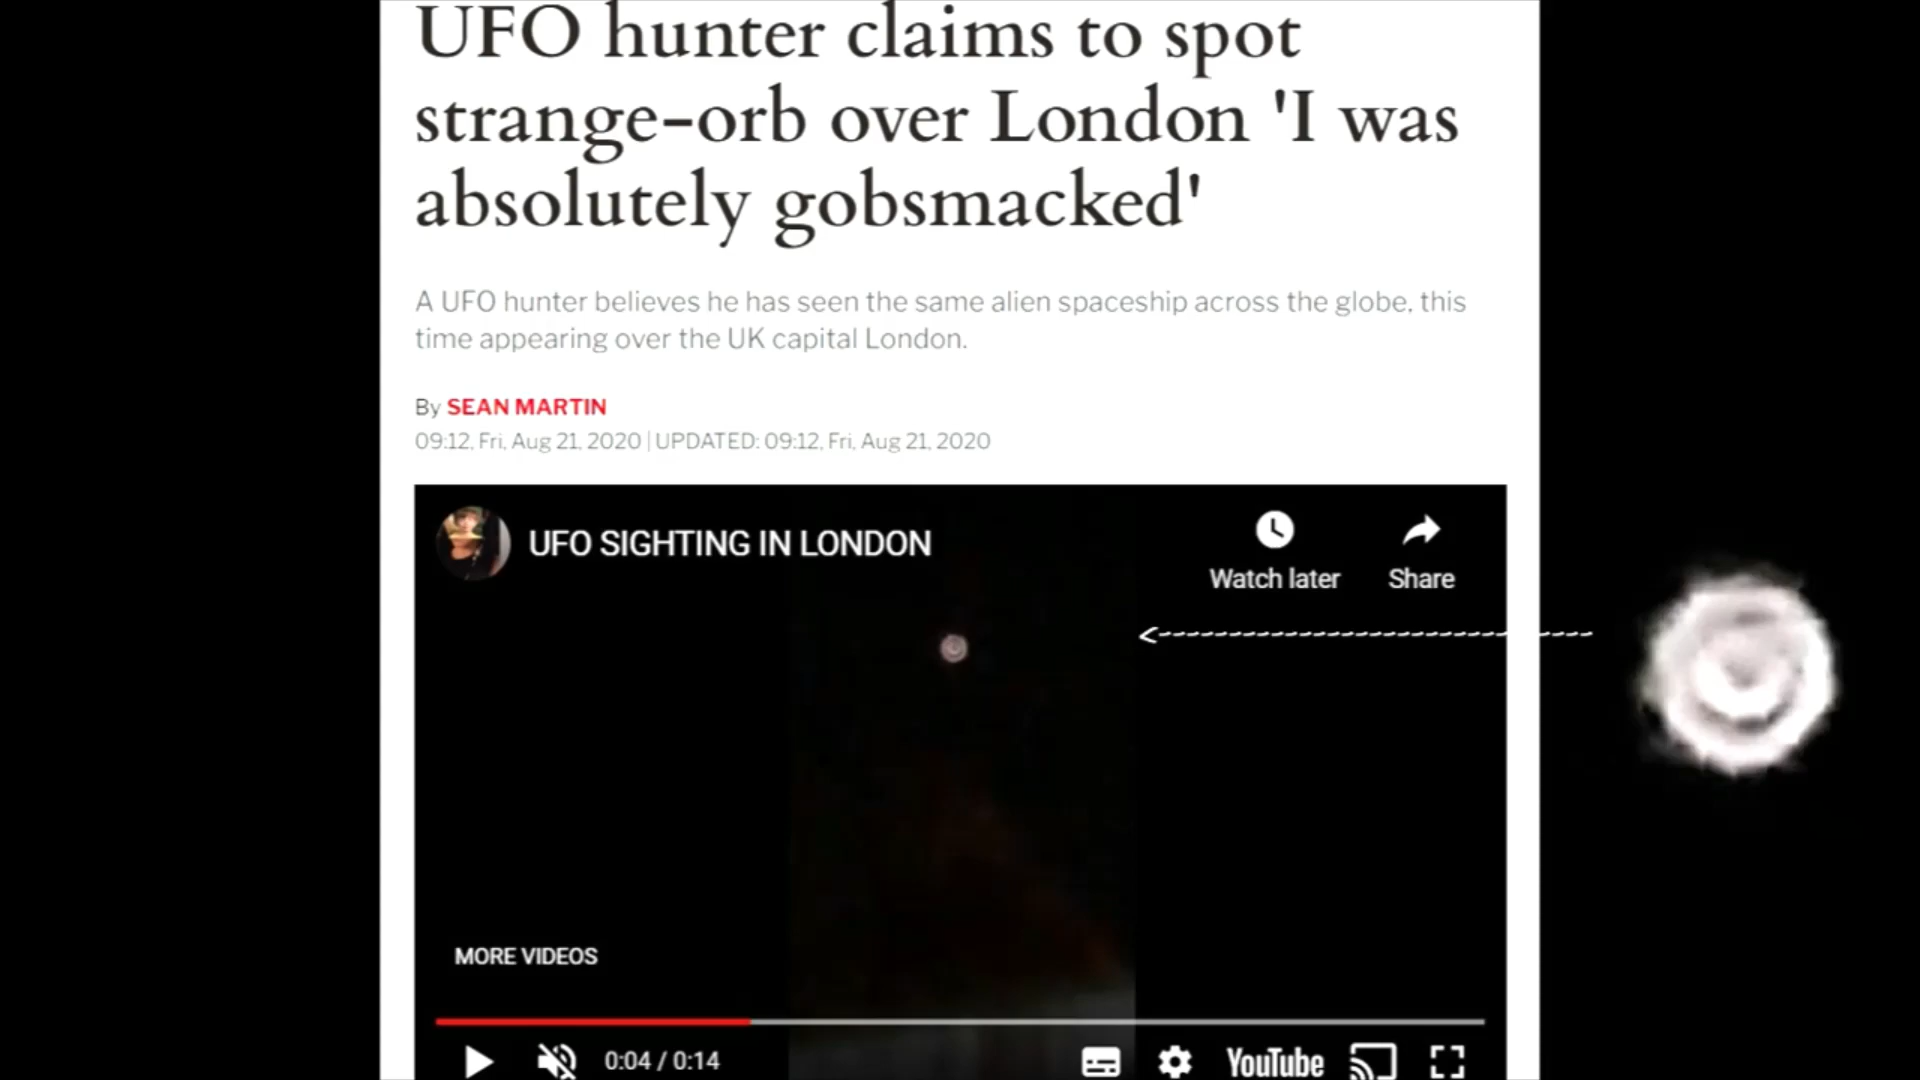 UFO hunter claims to spot
strange-orb over London 'I was
absolutely gobsmacked'
A UFO hunter believes he has seen the same alien spaceship across the globe, this
time appearing over the UK capital London.
By SEAN MARTIN
09:12, Fri, Aug 21, 2020 | UPDATED: 09:12, Fri, Aug 21, 2020
UFO SIGHTING IN LONDON
Watch later
Share
MORE VIDEOS
0:04 / 0:14
YouTube